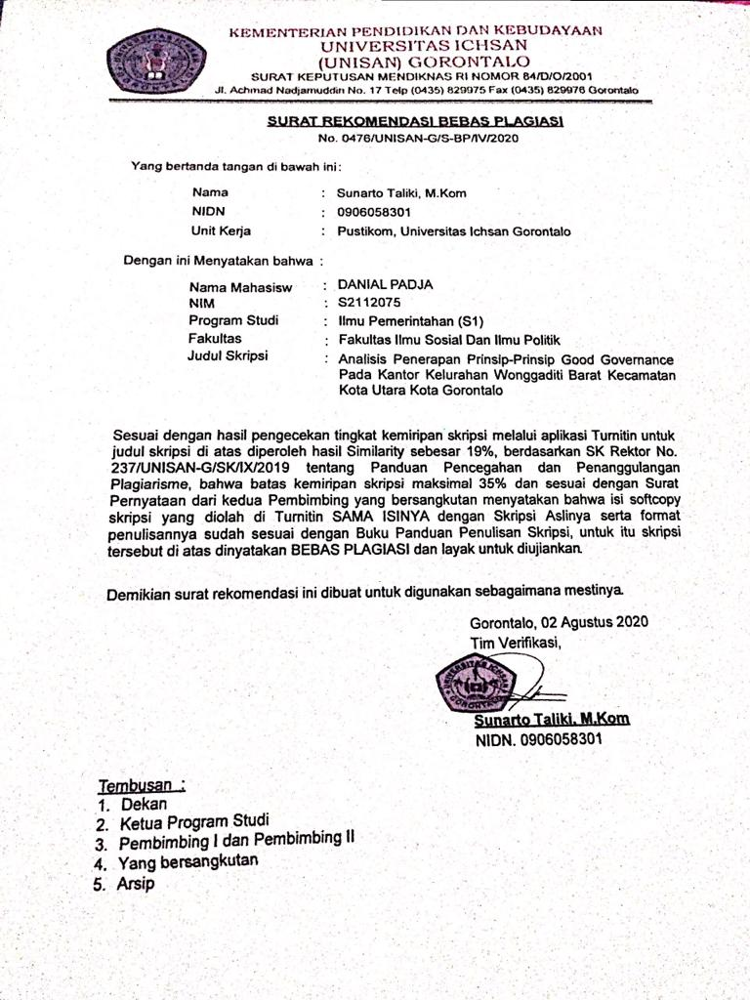 KEMENTERIAN PENDIDIKAN DAN KEBUDAYAAN
UNIVERSITAS ICHSAN
(UNISAN) GORONTALO
SURAT KEPUTUSAN MENDIKNAS RI NOMOR 84/D/O/2001
Jl. Achmad Nadjamuddin No. 17 Telp (0435) 829975 Fax (0435) 829976 Gorontalo
SURAT REKOMENDASI BEBAS PLAGIASI
No. 0476/UNISAN-G/S-BP/IV/2020
Yang bertanda tangan di bawah ini:
Nama : Sunarto Taliki, M.Kom
NIDN : 0906058301
Unit Kerja : Pustikom, Universitas Ichsan Gorontalo
Dengan ini Menyatakan bahwa :
Nama Mahasisw : DANIAL PADJA
NIM : S2112075
Program Studi : Ilmu Pemerintahan (S1)
Fakultas : Fakultas Ilmu Sosial Dan Ilmu Politik
Judul Skripsi : Analisis Penerapan Prinsip-Prinsip Good Governance
Pada Kantor Kelurahan Wonggaditi Barat Kecamatan
Kota Utara Kota Gorontalo
Sesuai dengan hasil pengecekan tingkat kemiripan skripsi melalui aplikasi Turnitin untuk
judul skripsi di atas diperoleh hasil Similarity sebesar 19%, berdasarkan SK Rektor No.
237/UNISAN-G/SK/IX/2019 tentang Panduan Pencegahan dan Penanggulangan
Plagiarisme, bahwa batas kemiripan skripsi maksimal 35% dan sesuai dengan Surat
Pernyataan dari kedua Pembimbing yang bersangkutan menyatakan bahwa isi softcopy
skripsi yang diolah di Turnitin SAMA ISINYA dengan Skripsi Aslinya serta format
penulisannya sudah sesuai dengan Buku Panduan Penulisan Skripsi, untuk itu skripsi
tersebut di atas dinyatakan BEBAS PLAGIASI dan layak untuk diujiankan.
Demikian surat rekomendasi ini dibuat untuk digunakan sebagaimana mestinya.
Gorontalo, 02 Agustus 2020
Tim Verifikasi,
UNIVERSITAS ICHSAN
GORONTALO
Sunarto Taliki, M.Kom
NIDN. 0906058301
Tembusan :
1. Dekan
2. Ketua Program Studi
3. Pembimbing I dan Pembimbing II
4. Yang bersangkutan
5. Arsip